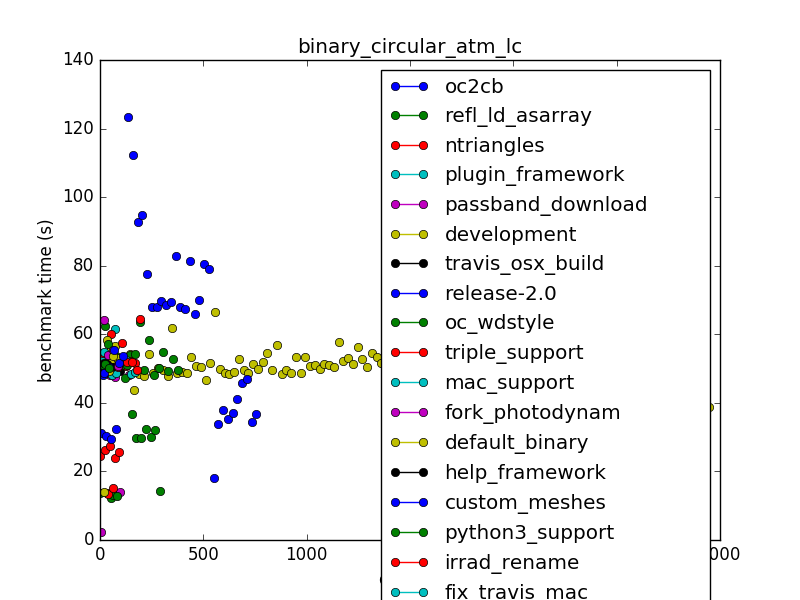 binary_circular_atm_lc
benchmark time (s)
140
120
100
80
60
40
20
0
0
500
1000
000
oc2cb
refl_ld_asarray
ntriangles
plugin_framework
passband_download
development
travis_osx_build
release-2.0
oc_wdstyle
triple_support
mac_support
fork_photodynam
default_binary
help_framework
custom_meshes
python3_support
irrad_rename
fix_travis_mac